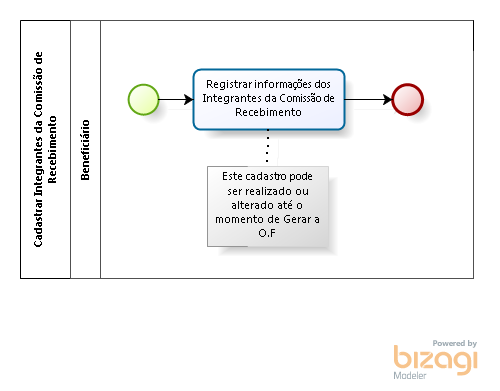 Cadastrar Integrantes da Comissão de
Recebimento
Beneficiário
Registrar informações dos
Integrantes da Comissão de
Recebimento
Este cadastro pode
ser realizado ou
alterado até o
momento de Gerar a
O.F
Powered by
bizagi
Modeler